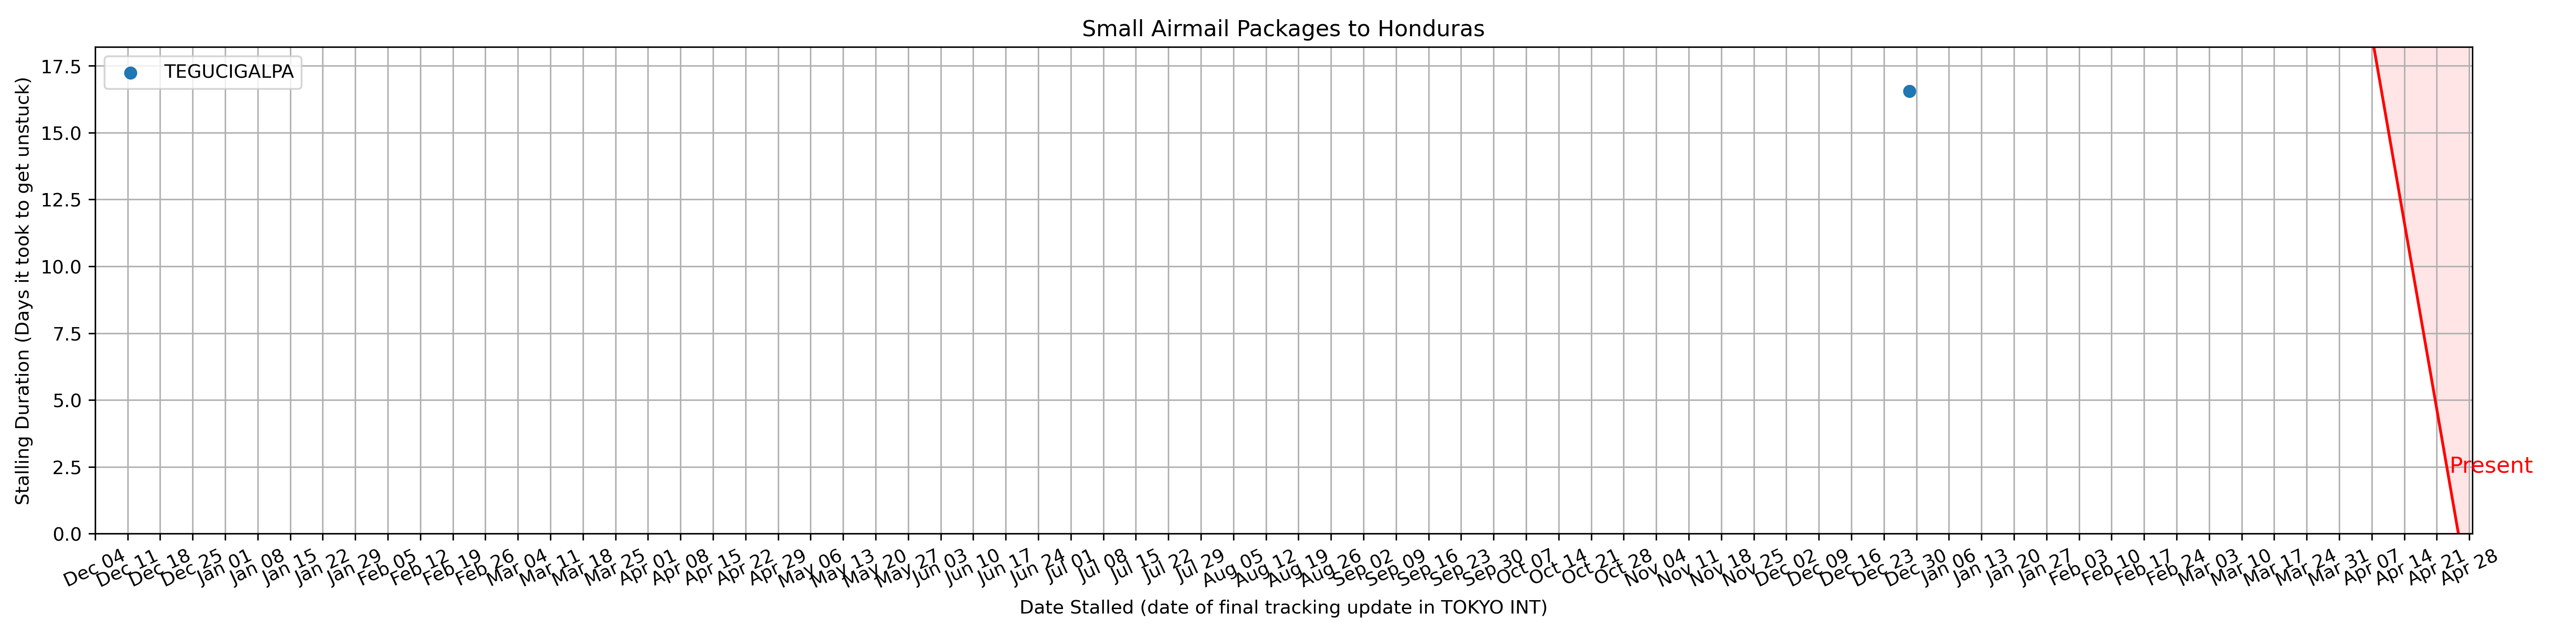 Small Airmail Packages to Honduras
TEGUCIGALPA
Stalling Duration (Days it took to get unstuck)
17.5
15.0
12.5
10.0
7.5
5.0
2.5
0.0
Present
Dec 04 Dec 11 Dec 18 Dec 25 Jan 01 Jan 08 Jan 15 Jan 22 Jan 29 Feb 05 Feb 12 Feb 19 Feb 26 Mar 04 Mar 11 Mar 18 Mar 25 Apr 01 Apr 08 Apr 15 Apr 22 Apr 29 May 06 May 13 May 20 May 27 Jun 03 Jun 10 Jun 17 Jun 24 Jul 01 Jul 08 Jul 15 Jul 22 Jul 29 Aug 05 Aug 12 Aug 19 Aug 26 Sep 02 Sep 09 Sep 16 Sep 23 Sep 30 Oct 07 Oct 14 Oct 21 Oct 28 Nov 04 Nov 11 Nov 18 Nov 25 Dec 02 Dec 09 Dec 16 Dec 23 Dec 30 Jan 06 Jan 13 Jan 20 Jan 27 Feb 03 Feb 10 Feb 17 Feb 24 Mar 03 Mar 10 Mar 17 Mar 24 Mar 31 Apr 07 Apr 14 Apr 21 Apr 28
Date Stalled (date of final tracking update in TOKYO INT)